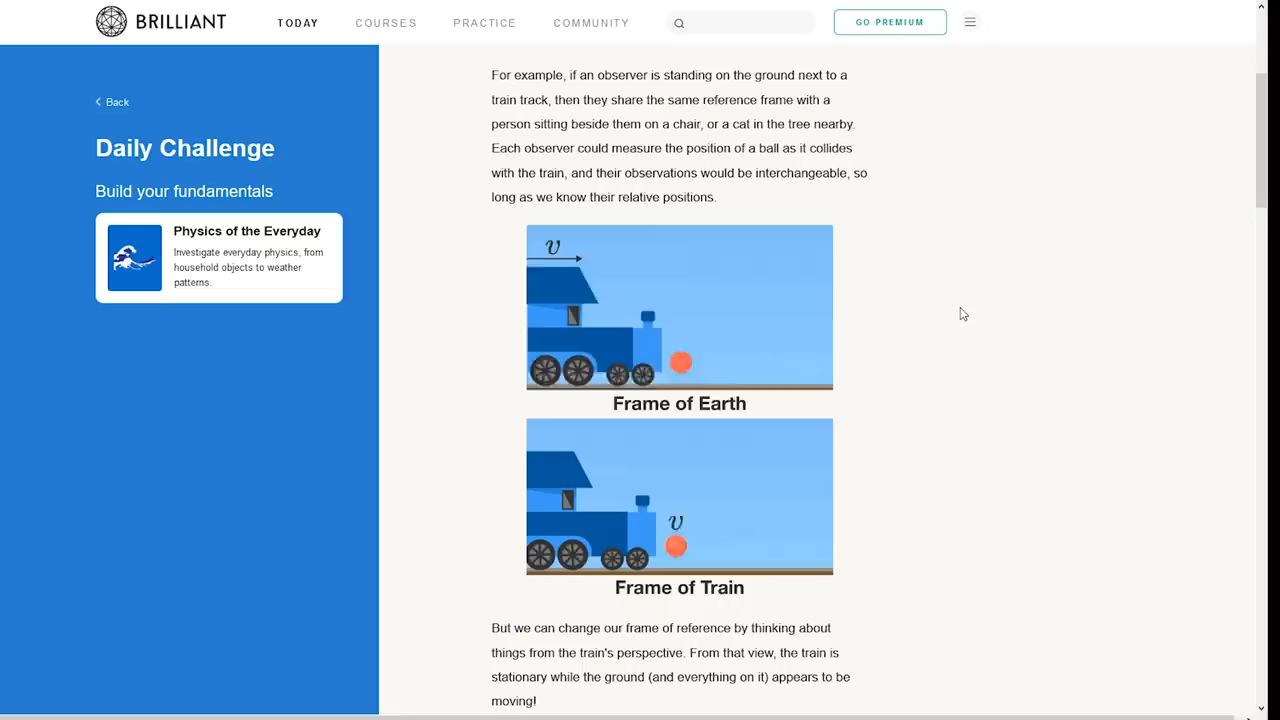 BRILLIANT
TODAY
COURSES
PRACTICE
COMMUNITY
GO PREMIUM
Back
Daily Challenge
Build your fundamentals
Physics of the Everyday
Investigate everyday physics, from
household objects to weather
patterns.
For example, if an observer is standing on the ground next to a
train track, then they share the same reference frame with a
person sitting beside them on a chair, or a cat in the tree nearby.
Each observer could measure the position of a ball as it collides
with the train, and their observations would be interchangeable, so
long as we know their relative positions.
v
Frame of Earth
v
Frame of Train
But we can change our frame of reference by thinking about
things from the train's perspective. From that view, the train is
stationary while the ground (and everything on it) appears to be
moving!